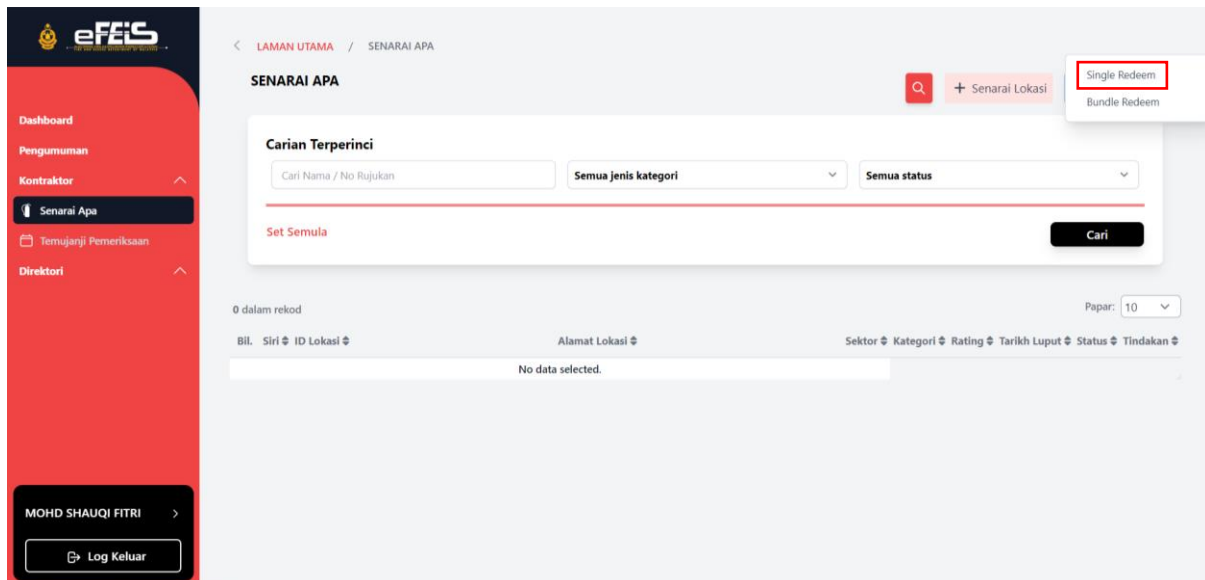 eFEiS
LAMAN UTAMA / SENARAI APA
SENARAI APA
+ Senarai Lokasi
Single Redeem
Bundle Redeem
Dashboard
Pengumuman
Kontraktor
Senarai Apa
Temujanji Pemeriksaan
Direktori
Carian Terperinci
Cari Nama / No Rujukan
Semua jenis kategori
Semua status
Set Semula
Cari
0 dalam rekod
Papar: 10
Bil. Siri ID Lokasi Alamat Lokasi Sektor Kategori Rating Tarikh Luput Status Tindakan
No data selected.
MOHD SHAUQI FITRI
Log Keluar